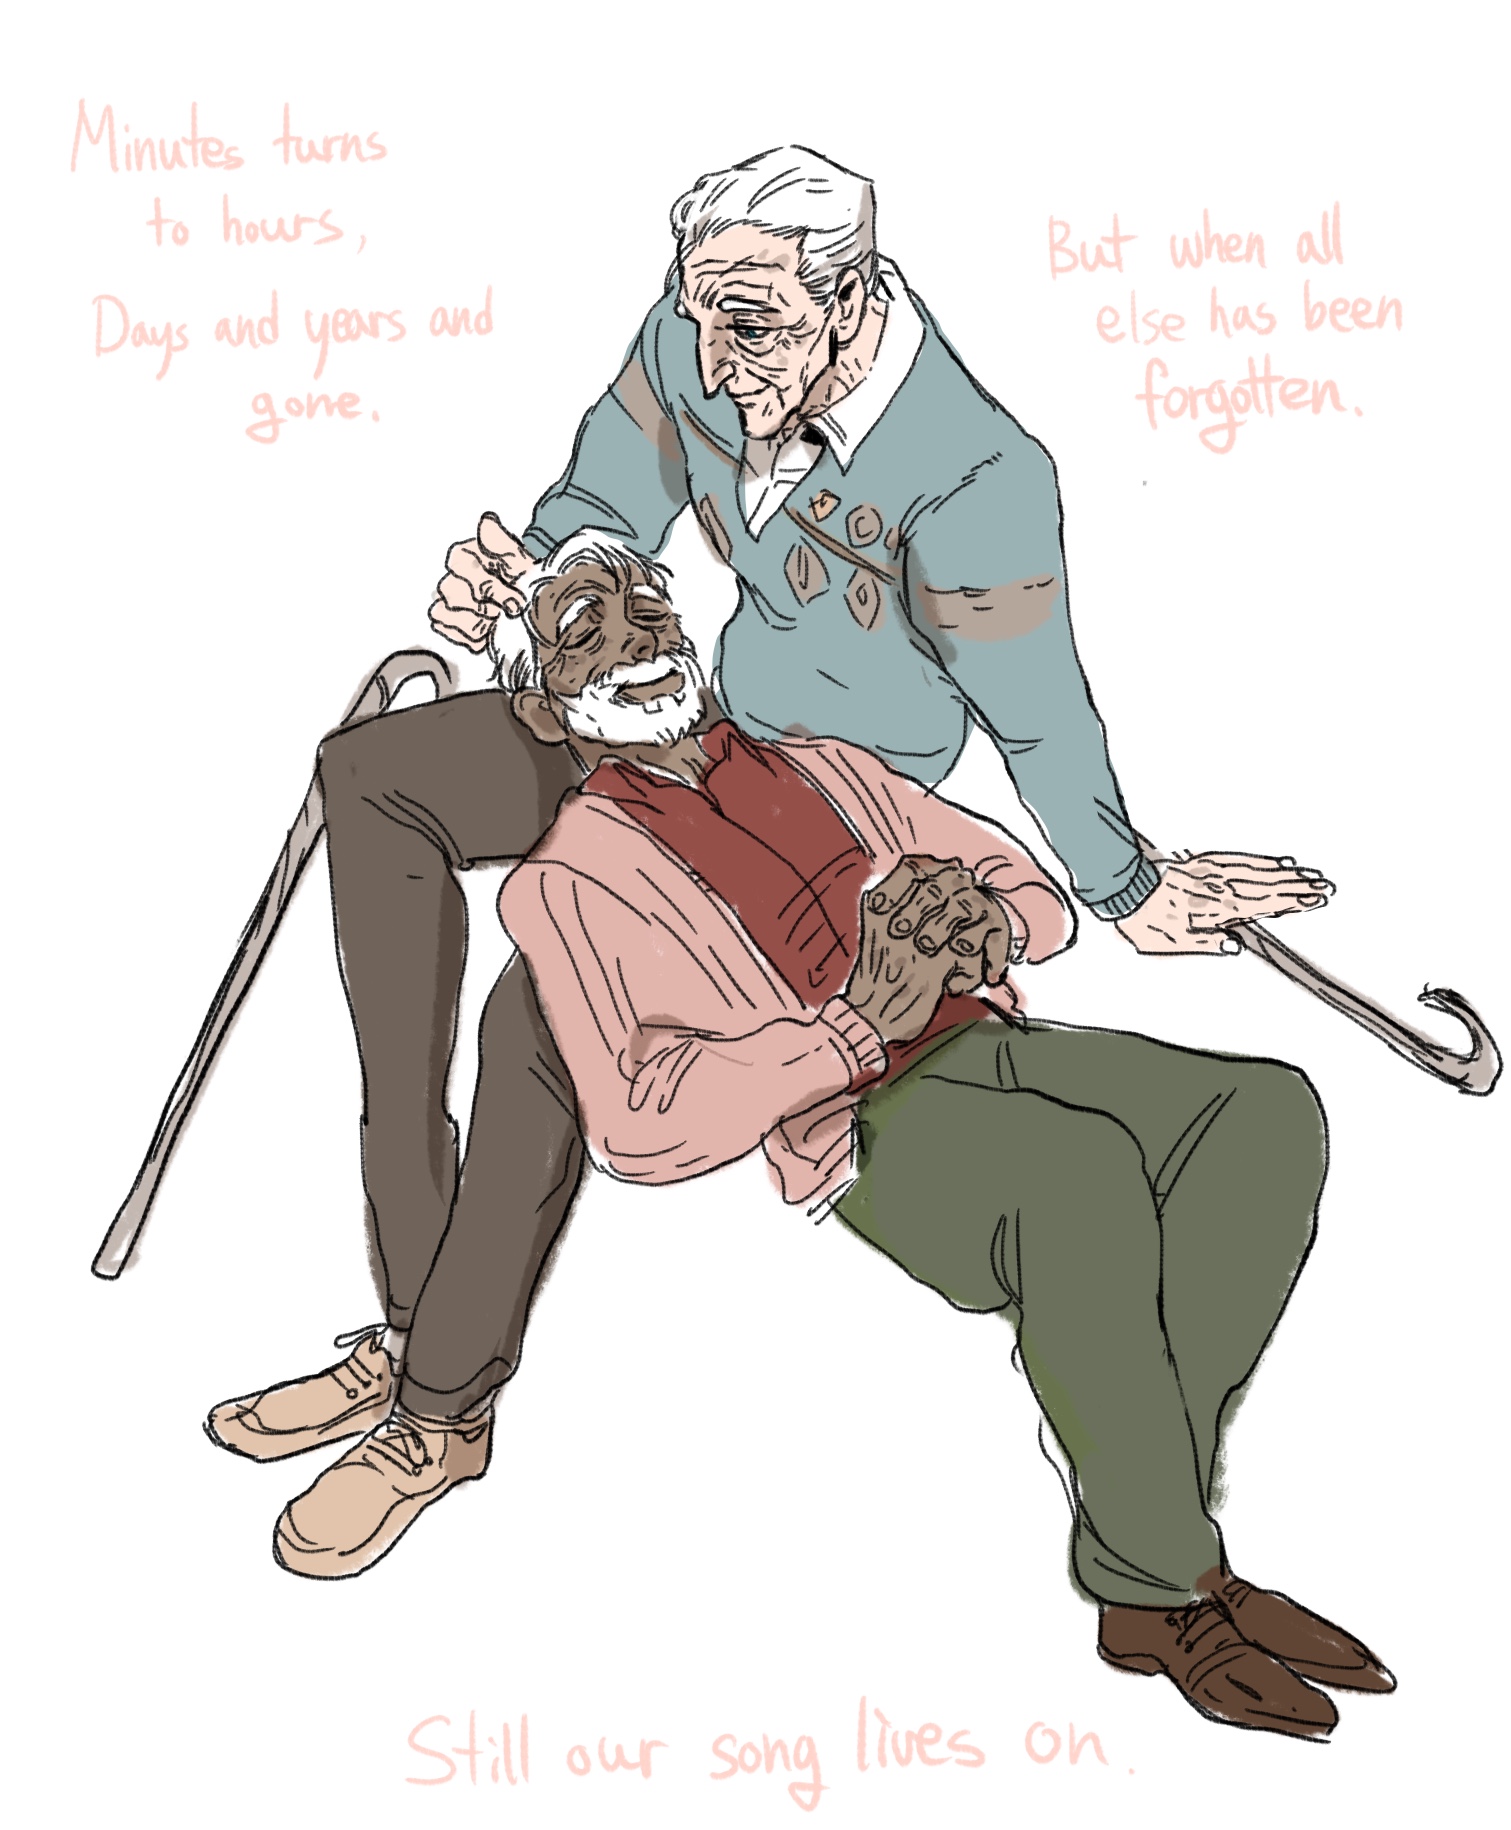 Minutes turns
to hours,
Days and years and
gone.
But when all
else has been
forgotten.
Still our song lives on.